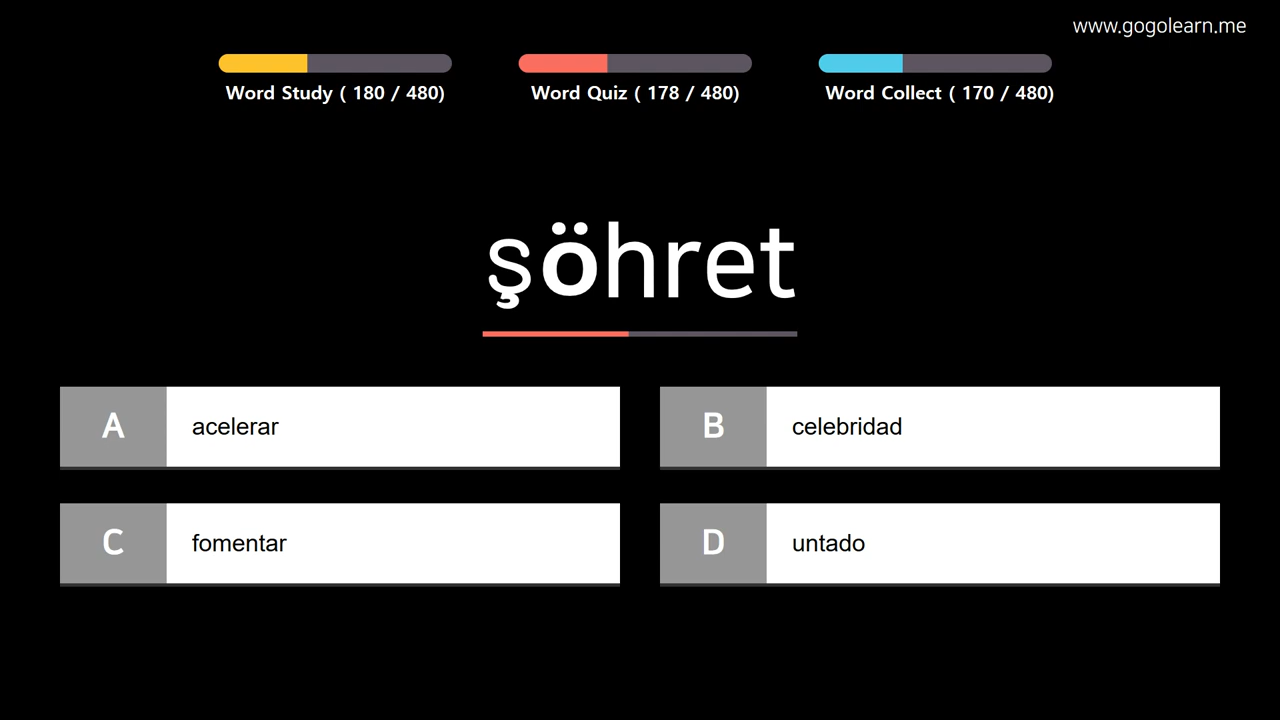 www.gogolearn.me
Word Study ( 180 / 480)
Word Quiz ( 178 / 480)
Word Collect ( 170 / 480)
şöhret
A
acelerar
B
celebridad
C
fomentar
D
untado